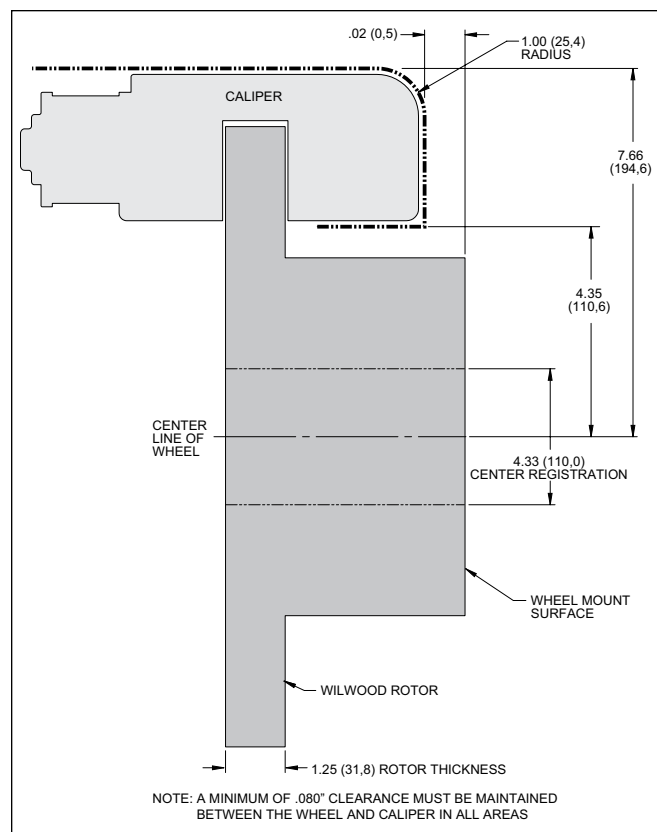 .02 (0,5)
1.00 (25,4)
RADIUS
CALIPER
7.66
(194,6)
4.35
(110,6)
CENTER
LINE OF
WHEEL
4.33 (110,0)
CENTER REGISTRATION
WHEEL MOUNT
SURFACE
WILWOOD ROTOR
1.25 (31,8) ROTOR THICKNESS
NOTE: A MINIMUM OF .080" CLEARANCE MUST BE MAINTAINED
BETWEEN THE WHEEL AND CALIPER IN ALL AREAS